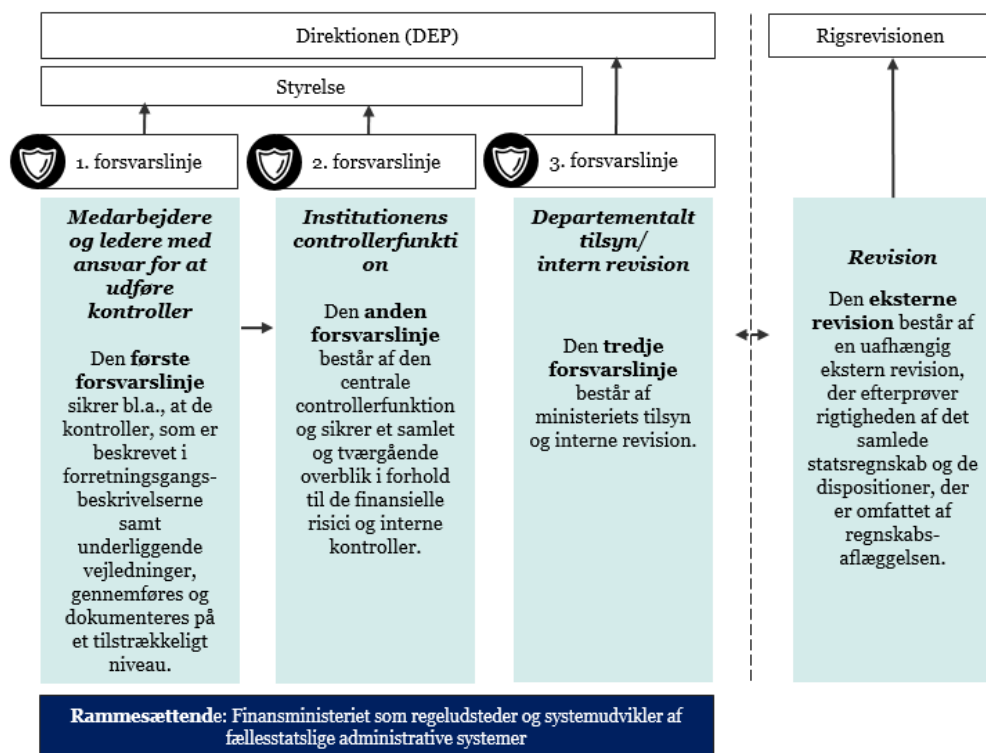 Direktionen (DEP)
Rigsrevisionen
Styrelse
1. forsvarslinje
2. forsvarslinje
3. forsvarslinje
Medarbejdere
og ledere med
ansvar for at
udføre
kontroller
Den første
forsvarslinje
sikrer bl.a., at de
kontroller, som er
beskrevet i
forretningsgangs-
beskrivelserne
samt
underliggende
vejledninger,
gennemføres og
dokumenteres på
et tilstrækkeligt
niveau.
Institutionens
controllerfunkti
on
Den anden
forsvarslinje
består af den
centrale
controllerfunktion
og sikrer et samlet
og tværgående
overblik i forhold
til de finansielle
risici og interne
kontroller.
Departementalt
tilsyn/
intern revision
Den tredje
forsvarslinje
består af
ministeriets tilsyn
og interne revision.
Revision
Den eksterne
revision består af
en uafhængig
ekstern revision,
der efterprøver
rigtigheden af det
samlede
statsregnskab og de
dispositioner, der
er omfattet af
regnskabs-
aflæggelsen.
Rammesættende: Finansministeriet som regeludsteder og systemudvikler af
fællesstatslige administrative systemer